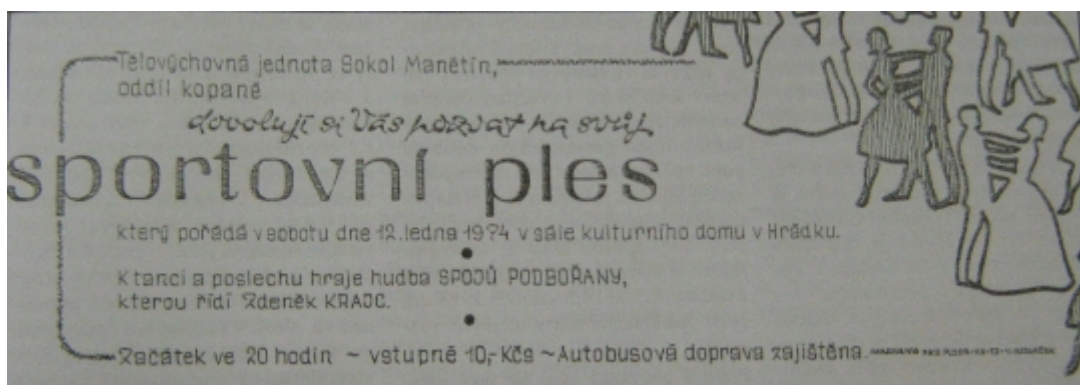 Tělovýchovná jednota Sokol Manětín,
oddíl kopané
dovolují si Vás pozvat na svůj
sportovní ples
který pořádá v sobotu dne 12. ledna 1974 v sále kulturního domu v Hrádku.
K tanci a poslechu hraje hudba SPOJŮ PODBOŘANY,
kterou řídí Zdeněk KRAJC.
Začátek ve 20 hodin ~ vstupné 10,- Kčs ~ Autobusová doprava zajištěna.